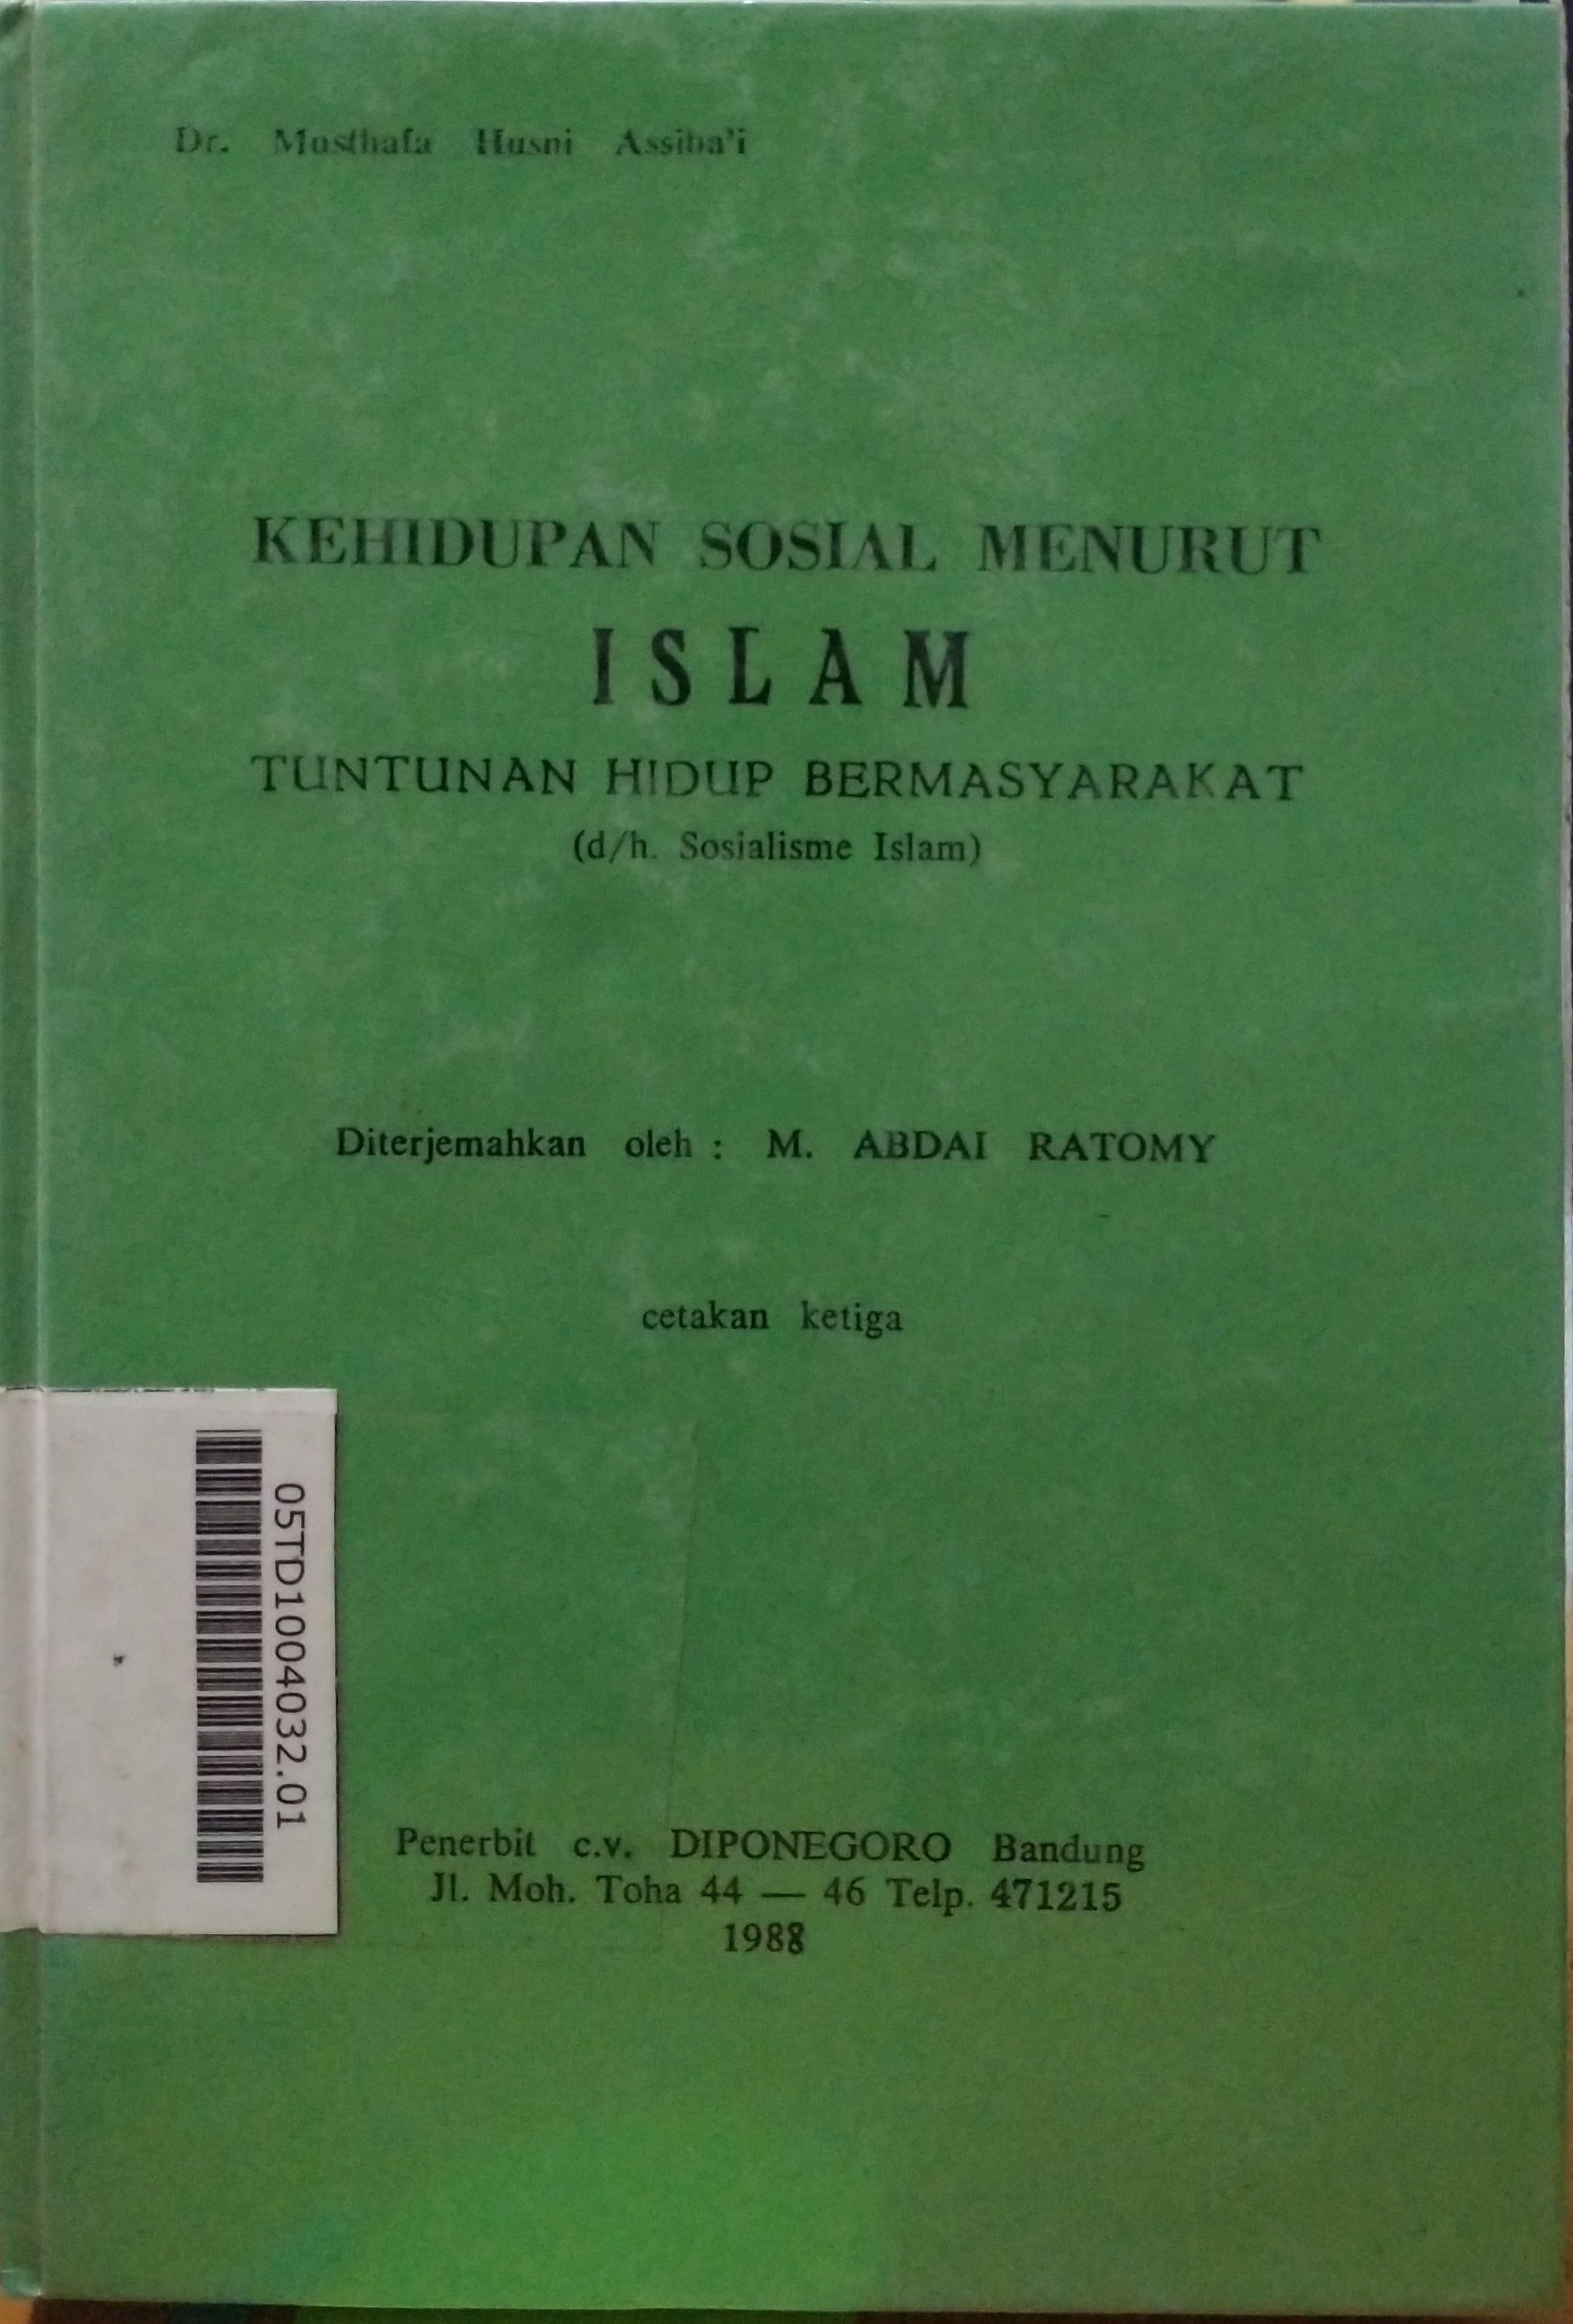 Dr. Musthafa Husni Assiba'i
KEHIDUPAN SOSIAL MENURUT
ISLAM
TUNTUNAN HIDUP BERMASYARAKAT
(d/h. Sosialisme Islam)
Diterjemahkan oleh : M. ABDAI RATOMY
cetakan ketiga
05TD1004032.01
Penerbit c.v. DIPONEGORO Bandung
Jl. Moh. Toha 44 — 46 Telp. 471215
1988